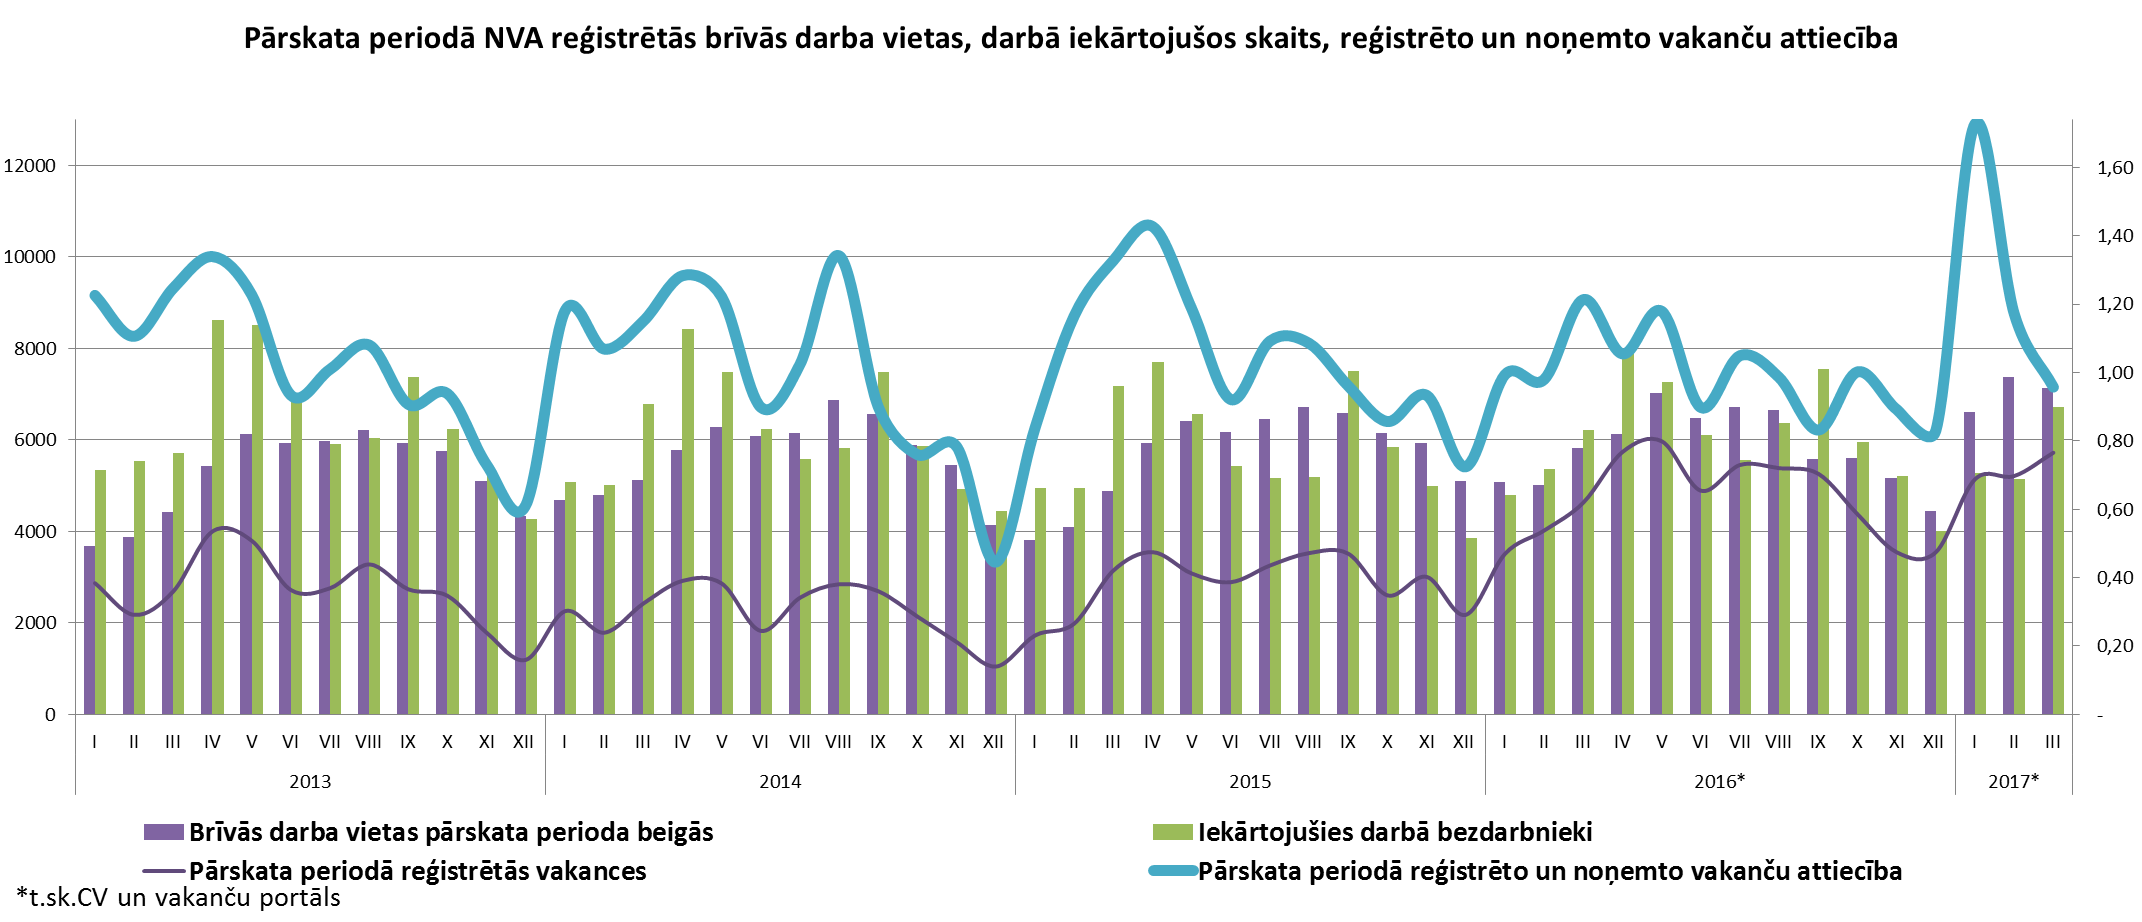 Pārskata periodā NVA reģistrētās brīvās darba vietas, darbā iekārtojušos skaits, reģistrēto un noņemto vakanču attiecība
12000
10000
8000
6000
4000
2000
0
1,60
1,40
1,20
1,00
0,80
0,60
0,40
0,20
-
I II III IV V VI VII VIII IX X XI XII I II III IV V VI VII VIII IX X XI XII I II III IV V VI VII VIII IX X XI XII I II III IV V VI VII VIII IX X XI XII I II III
2013 2014 2015 2016* 2017*
Brīvās darba vietas pārskata perioda beigās
Iekārtojušies darbā bezdarbnieki
Pārskata periodā reģistrētās vakances
Pārskata periodā reģistrēto un noņemto vakanču attiecība
*t.sk.CV un vakanču portāls